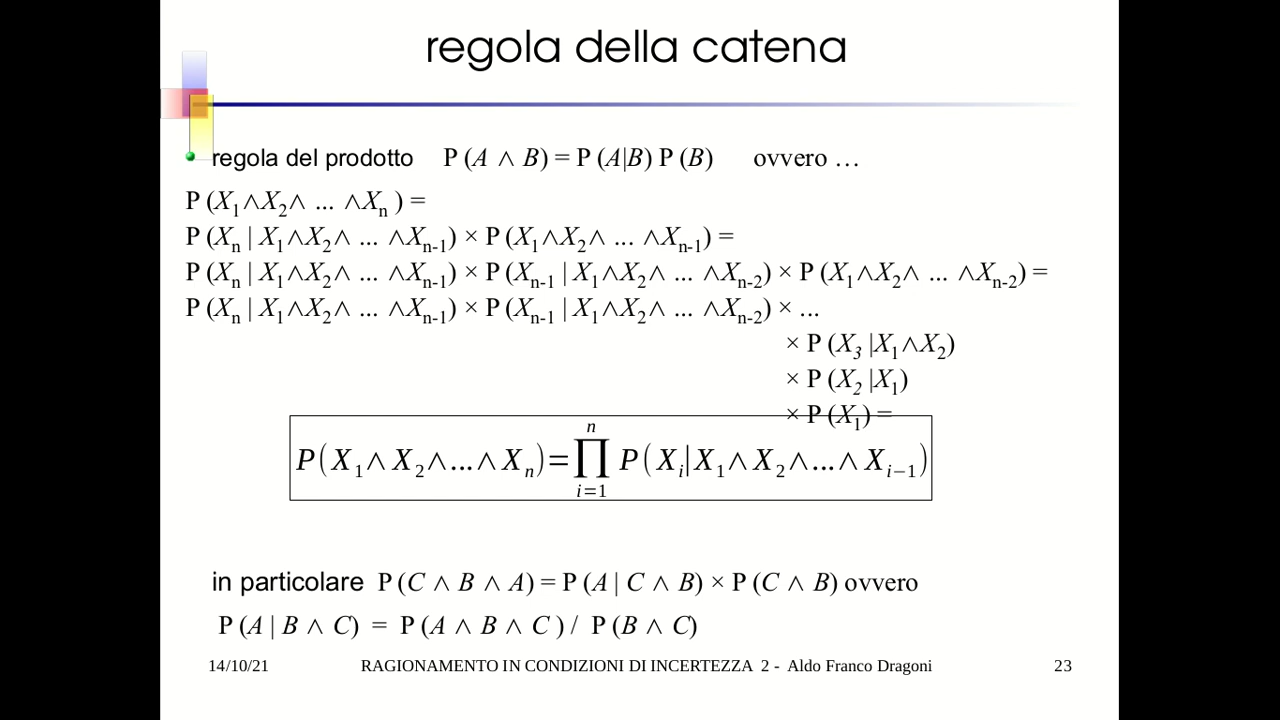 regola della catena
regola del prodotto P (A ∧ B) = P (A|B) P (B) ovvero …
P (X₁∧X₂∧ ... ∧Xₙ ) =
P (Xₙ | X₁∧X₂∧ ... ∧Xₙ₋₁) × P (X₁∧X₂∧ ... ∧Xₙ₋₁) =
P (Xₙ | X₁∧X₂∧ ... ∧Xₙ₋₁) × P (Xₙ₋₁ | X₁∧X₂∧ ... ∧Xₙ₋₂) × P (X₁∧X₂∧ ... ∧Xₙ₋₂) =
P (Xₙ | X₁∧X₂∧ ... ∧Xₙ₋₁) × P (Xₙ₋₁ | X₁∧X₂∧ ... ∧Xₙ₋₂) × ...
× P (X₃ |X₁∧X₂)
× P (X₂ |X₁)
× P (X₁) =
P(X₁∧X₂∧...∧Xₙ)=∏ⁿᵢ₌₁ P(Xᵢ|X₁∧X₂∧...∧Xᵢ₋₁)
in particolare P (C ∧ B ∧ A) = P (A | C ∧ B) × P (C ∧ B) ovvero
P (A | B ∧ C) = P (A ∧ B ∧ C ) / P (B ∧ C)
14/10/21 RAGIONAMENTO IN CONDIZIONI DI INCERTEZZA 2 - Aldo Franco Dragoni 23